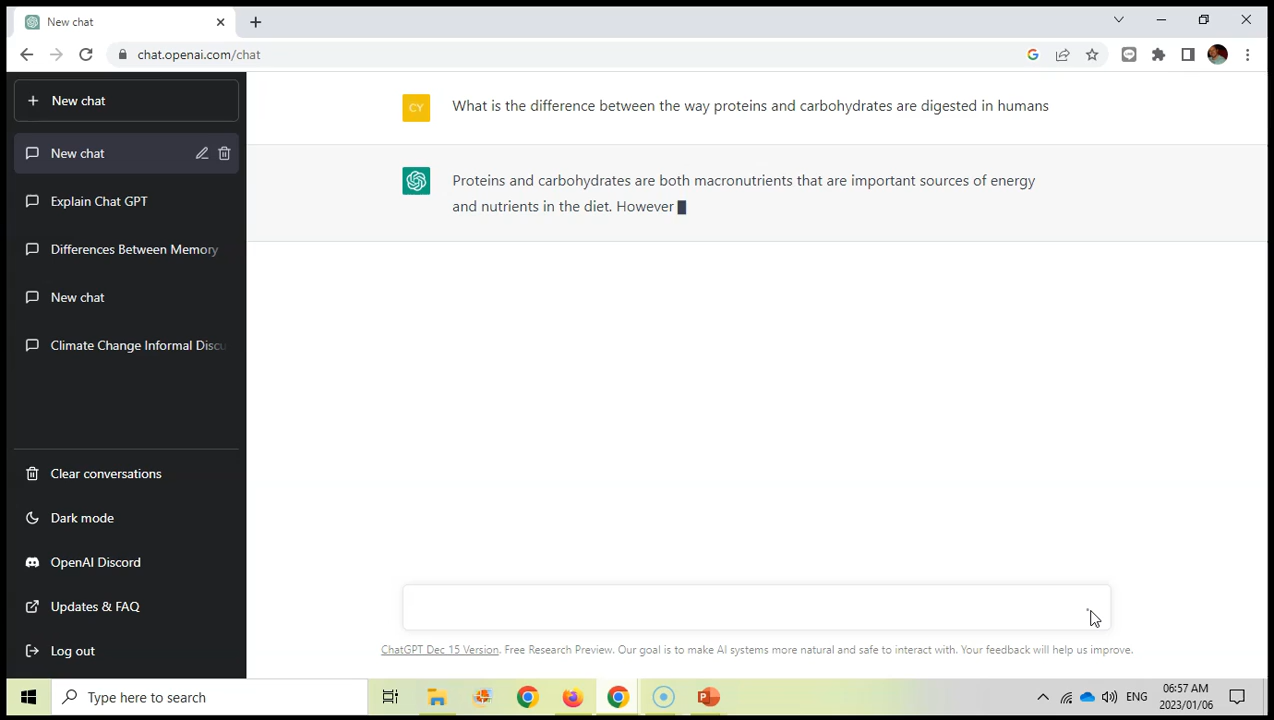 New chat
chat.openai.com/chat
New chat
New chat
Explain Chat GPT
Differences Between Memory
New chat
Climate Change Informal Discu
Clear conversations
Dark mode
OpenAI Discord
Updates & FAQ
Log out
CY
What is the difference between the way proteins and carbohydrates are digested in humans
Proteins and carbohydrates are both macronutrients that are important sources of energy
and nutrients in the diet. However
ChatGPT Dec 15 Version. Free Research Preview. Our goal is to make AI systems more natural and safe to interact with. Your feedback will help us improve.
Type here to search
ENG
06:57 AM
2023/01/06